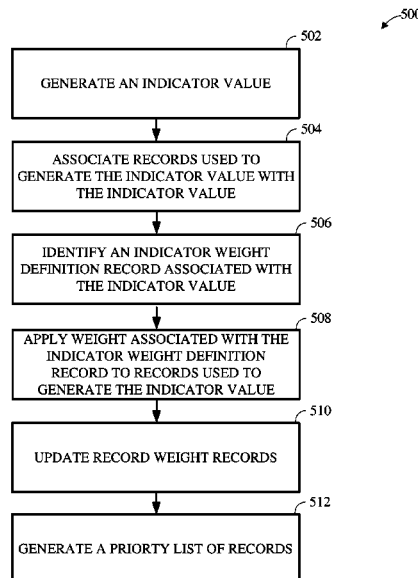 500
502
GENERATE AN INDICATOR VALUE
504
ASSOCIATE RECORDS USED TO
GENERATE THE INDICATOR VALUE WITH
THE INDICATOR VALUE
506
IDENTIFY AN INDICATOR WEIGHT
DEFINITION RECORD ASSOCIATED WITH
THE INDICATOR VALUE
508
APPLY WEIGHT ASSOCIATED WITH THE
INDICATOR WEIGHT DEFINITION
RECORD TO RECORDS USED TO
GENERATE THE INDICATOR VALUE
510
UPDATE RECORD WEIGHT RECORDS
512
GENERATE A PRIORTY LIST OF RECORDS